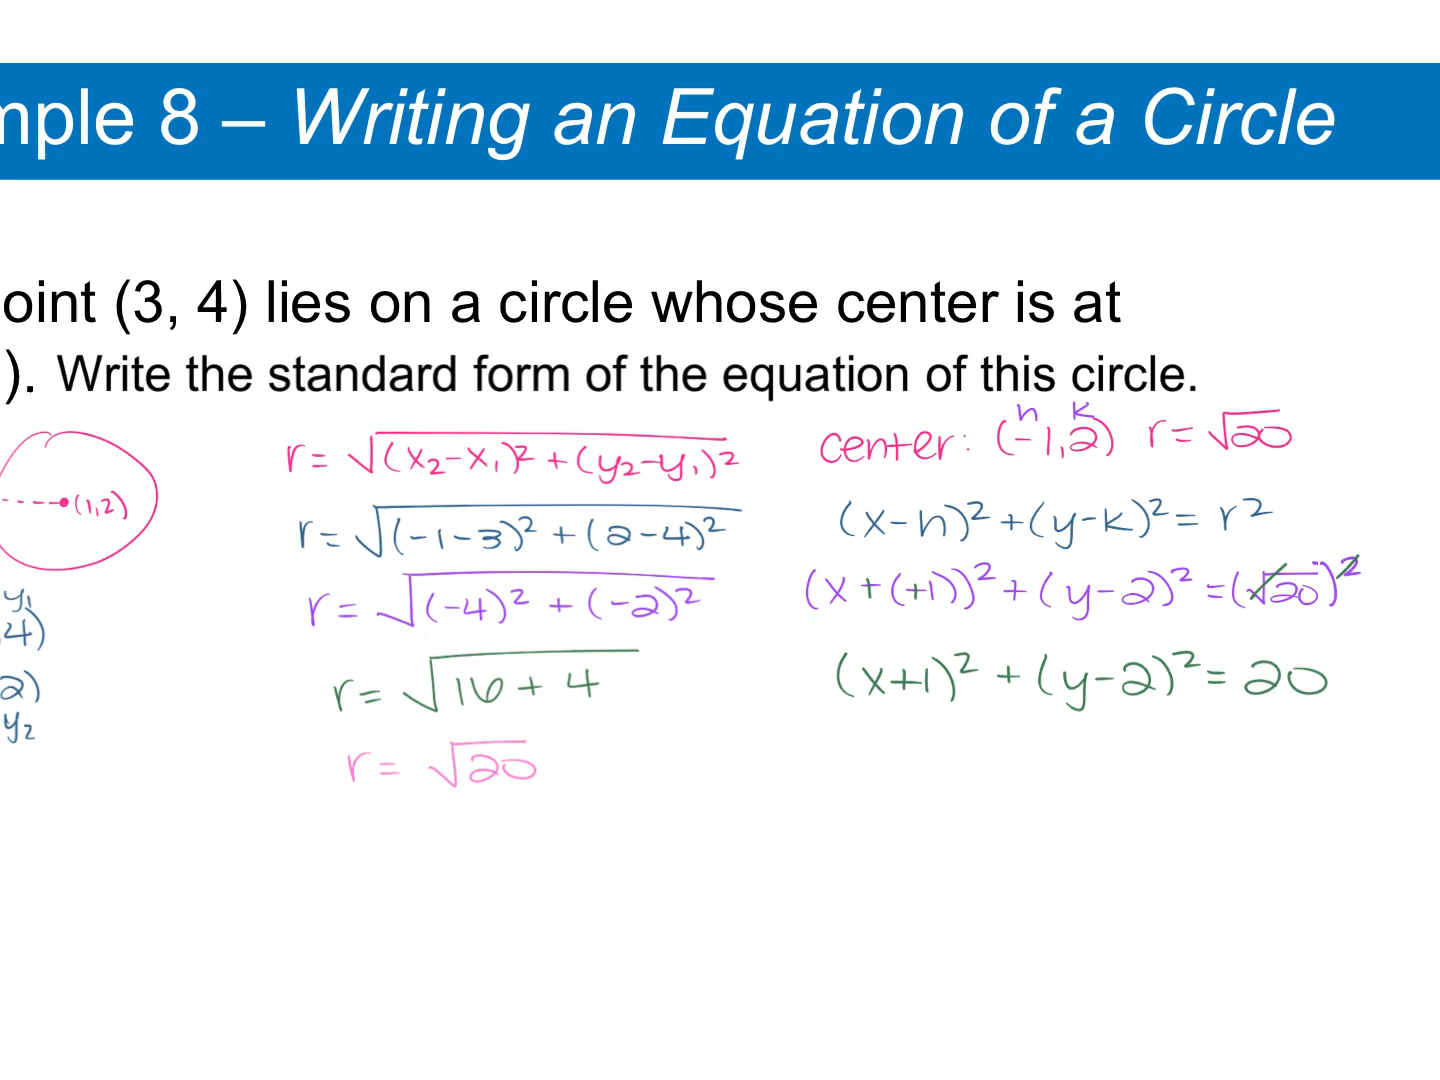 mple 8 – Writing an Equation of a Circle
oint (3, 4) lies on a circle whose center is at
). Write the standard form of the equation of this circle.
(1,2)
y₁
4)
2)
y₂
r = √(x₂-x₁)² + (y₂-y₁)²
r = √(-1-3)² + (2-4)²
r = √(-4)² + (-2)²
r = √16 + 4
r = √20
h k
center: (-1,2) r = √20
(x-h)² + (y-k)² = r²
(x + (+1))² + (y-2)² = (√20)²
(x+1)² + (y-2)² = 20